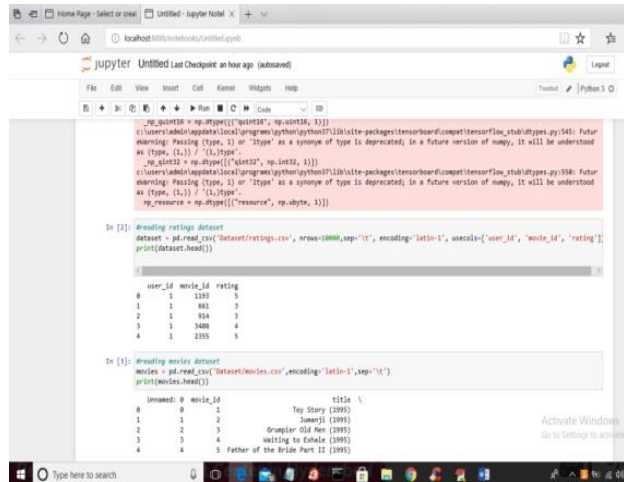 Home Page - Select or creat
Untitled - Jupyter Notel
localhost:8888/notebooks/Untitled.ipynb
jupyter Untitled Last Checkpoint: an hour ago (autosaved)
Logout
File Edit View Insert Cell Kernel Widgets Help
Trusted Python 3
Run Code
_np_quint16 = np.dtype([("quint16", np.uint16, 1)])
c:\users\admin\appdata\local\programs\python\python37\lib\site-packages\tensorboard\compat\tensorflow_stub\dtypes.py:545: Futur
eWarning: Passing (type, 1) or '1type' as a synonym of type is deprecated; in a future version of numpy, it will be understood
as (type, (1,)) / '(1,)type'.
_np_qint32 = np.dtype([("qint32", np.int32, 1)])
c:\users\admin\appdata\local\programs\python\python37\lib\site-packages\tensorboard\compat\tensorflow_stub\dtypes.py:550: Futur
eWarning: Passing (type, 1) or '1type' as a synonym of type is deprecated; in a future version of numpy, it will be understood
as (type, (1,)) / '(1,)type'.
np_resource = np.dtype([("resource", np.ubyte, 1)])
In [2]: #reading ratings dataset
dataset = pd.read_csv('Dataset/ratings.csv', nrows=10000,sep='\t', encoding='latin-1', usecols=['user_id', 'movie_id', 'rating']
print(dataset.head())
user_id movie_id rating
0 1 1193 5
1 1 661 3
2 1 914 3
3 1 3408 4
4 1 2355 5
In [3]: #reading movies dataset
movies = pd.read_csv('Dataset/movies.csv',encoding='latin-1',sep='\t')
print(movies.head())
Unnamed: 0 movie_id title \
0 0 1 Toy Story (1995)
1 1 2 Jumanji (1995)
2 2 3 Grumpier Old Men (1995)
3 3 4 Waiting to Exhale (1995)
4 4 5 Father of the Bride Part II (1995)
Activate Windows
Go to Settings to activate
Type here to search